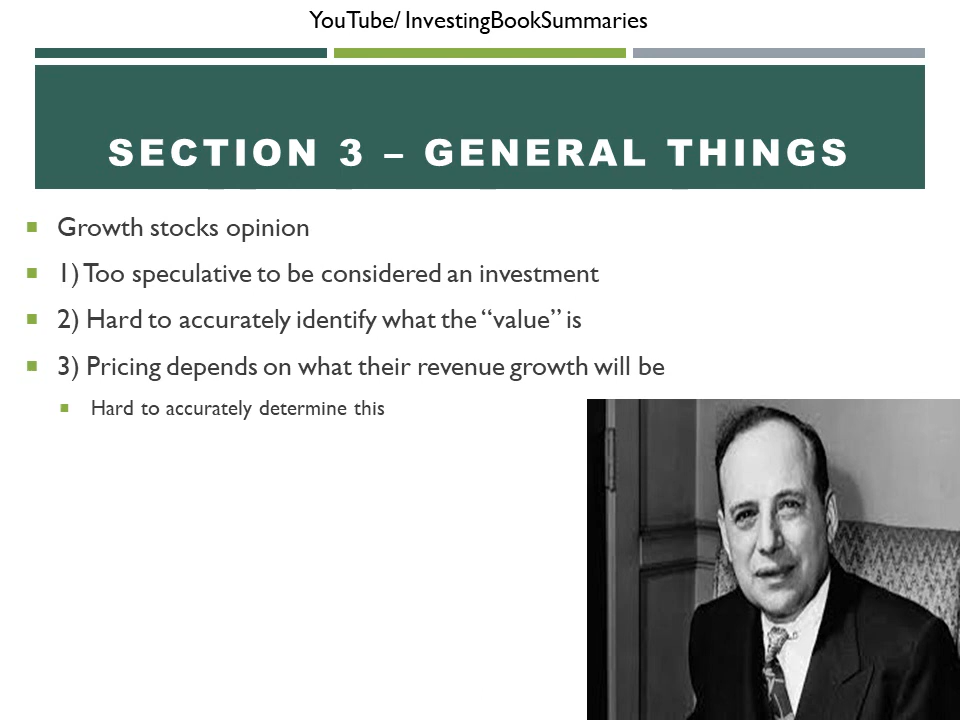 YouTube/ InvestingBookSummaries
SECTION 3 – GENERAL THINGS
Growth stocks opinion
1) Too speculative to be considered an investment
2) Hard to accurately identify what the “value” is
3) Pricing depends on what their revenue growth will be
Hard to accurately determine this